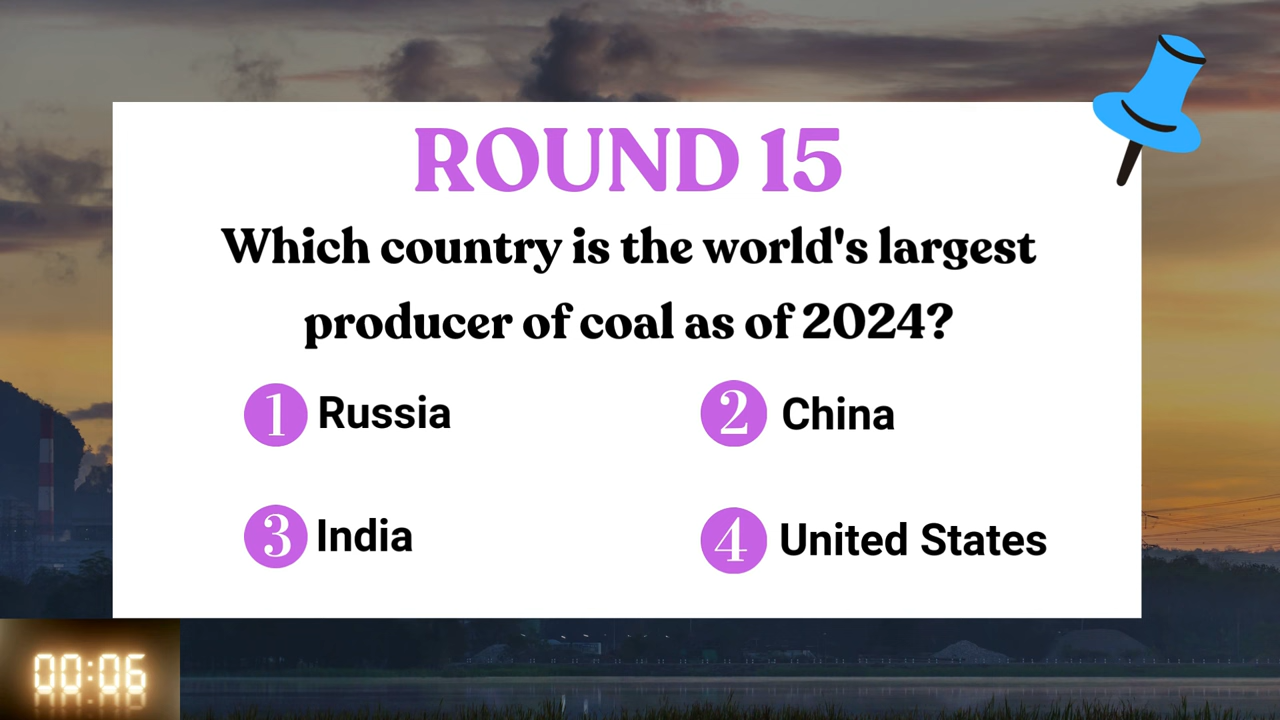 ROUND 15
Which country is the world's largest
producer of coal as of 2024?
1 Russia
2 China
3 India
4 United States
00:06